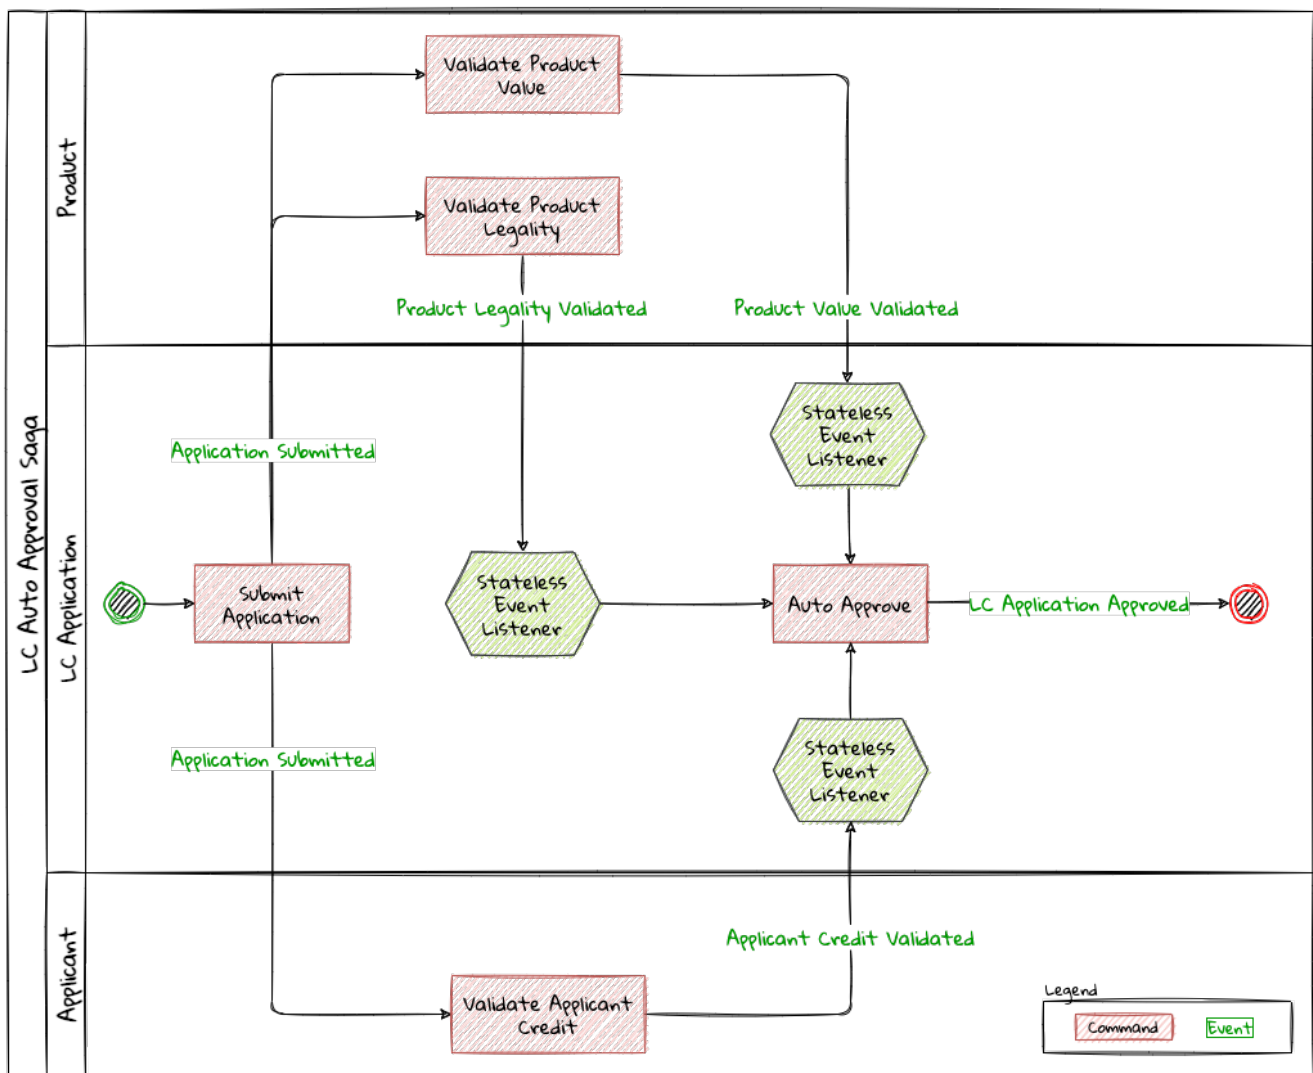 LC Auto Approval Saga
Product
Validate Product
Value
Validate Product
Legality
Product Legality Validated
Product Value Validated
LC Application
Stateless
Event
Listener
Application Submitted
Submit
Application
Stateless
Event
Listener
Auto Approve
LC Application Approved
Application Submitted
Stateless
Event
Listener
Applicant
Applicant Credit Validated
Validate Applicant
Credit
Legend
Command
Event